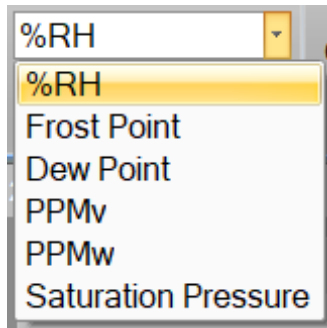 %RH
%RH
Frost Point
Dew Point
PPMv
PPMw
Saturation Pressure